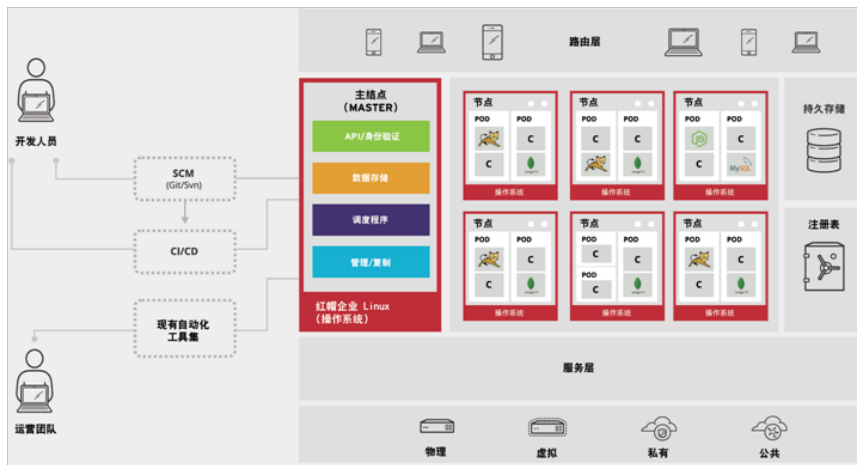 路由层
开发人员
SCM
(Git/Svn)
CI/CD
现有自动化
工具集
运营团队
主结点
(MASTER)
API/身份验证
数据存储
调度程序
管理/复制
红帽企业 Linux
(操作系统)
节点
POD
POD
C
C
mongoDB
操作系统
节点
POD
POD
C
C
mongoDB
操作系统
节点
POD
POD
JS
C
C
MySQL
操作系统
节点
POD
POD
C
C
mongoDB
操作系统
节点
POD
POD
C
C
POD
C
mongoDB
操作系统
节点
POD
POD
C
C
mongoDB
操作系统
持久存储
注册表
服务层
物理
虚拟
私有
公共